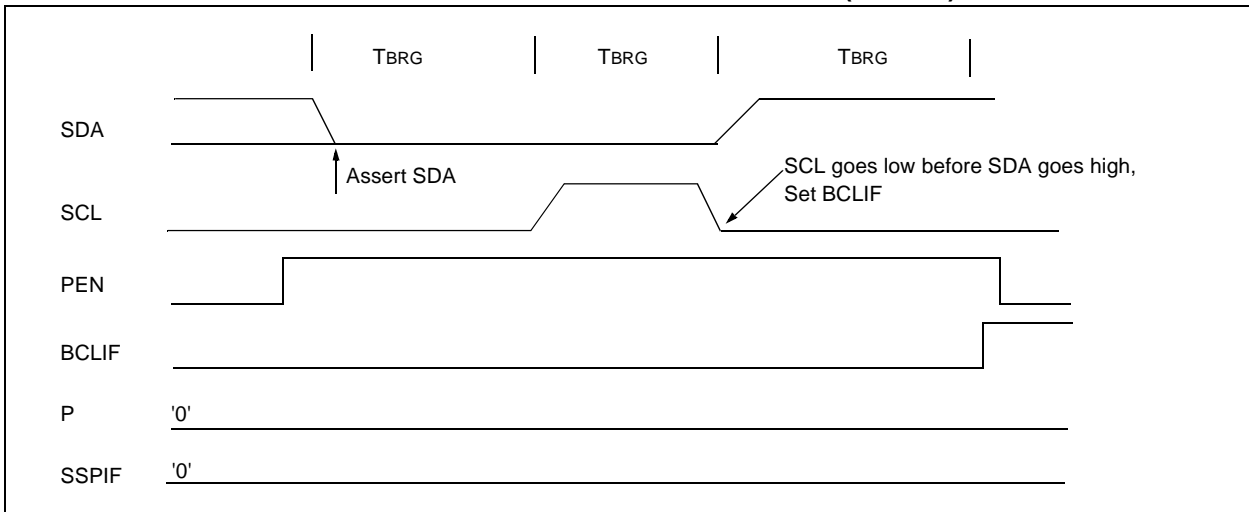 TBRG TBRG TBRG
SDA
Assert SDA
SCL goes low before SDA goes high,
Set BCLIF
SCL
PEN
BCLIF
P '0'
SSPIF '0'